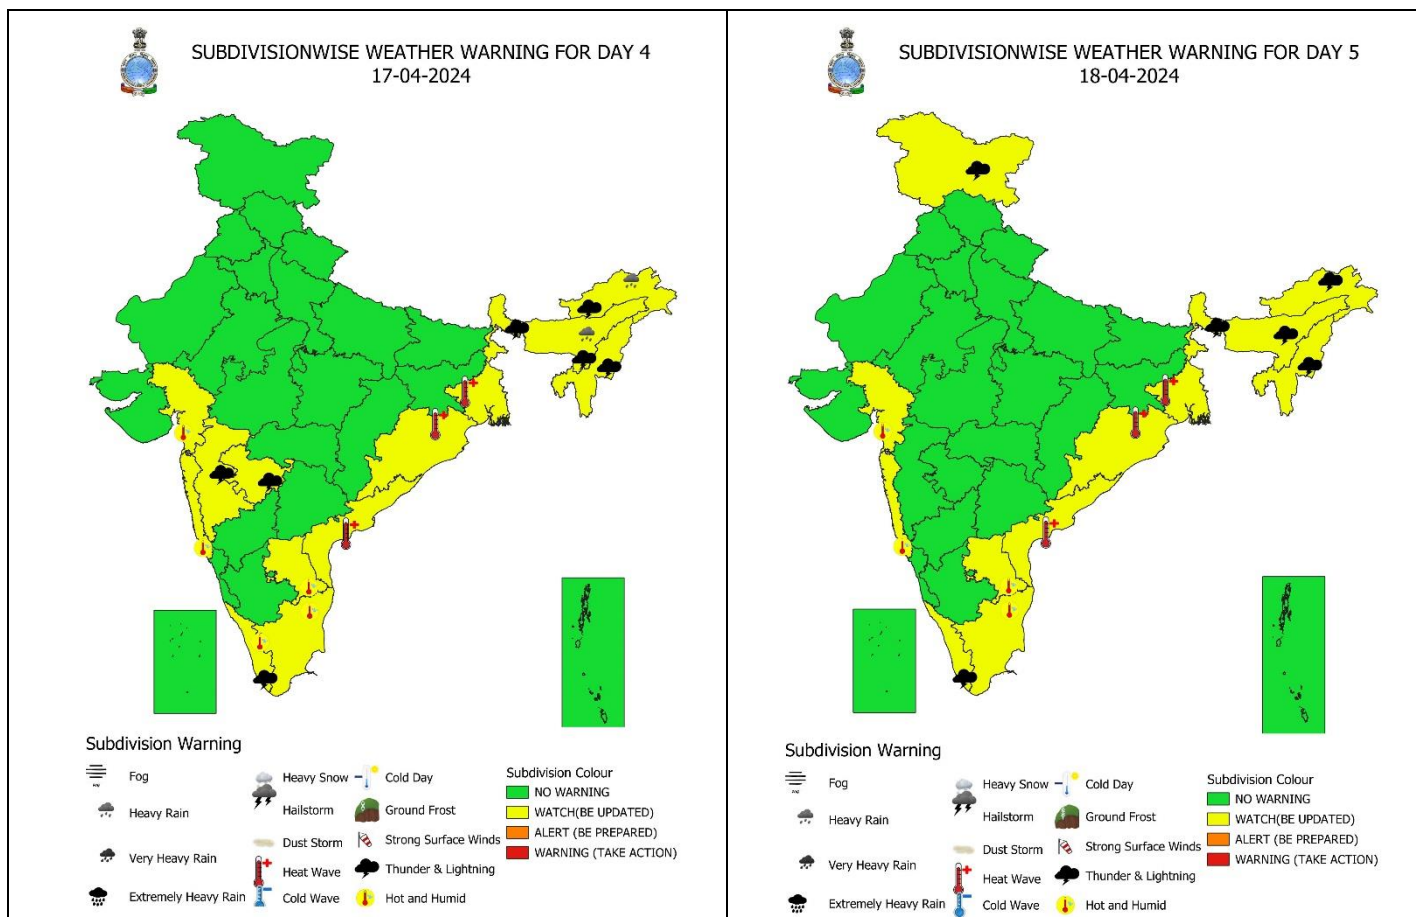 SUBDIVISIONWISE WEATHER WARNING FOR DAY 4
17-04-2024
Subdivision Warning
Fog
Heavy Rain
Very Heavy Rain
Extremely Heavy Rain
Heavy Snow
Hailstorm
Dust Storm
Heat Wave
Cold Wave
Cold Day
Ground Frost
Strong Surface Winds
Thunder & Lightning
Hot and Humid
Subdivision Colour
NO WARNING
WATCH(BE UPDATED)
ALERT (BE PREPARED)
WARNING (TAKE ACTION)
SUBDIVISIONWISE WEATHER WARNING FOR DAY 5
18-04-2024
Subdivision Warning
Fog
Heavy Rain
Very Heavy Rain
Extremely Heavy Rain
Heavy Snow
Hailstorm
Dust Storm
Heat Wave
Cold Wave
Cold Day
Ground Frost
Strong Surface Winds
Thunder & Lightning
Hot and Humid
Subdivision Colour
NO WARNING
WATCH(BE UPDATED)
ALERT (BE PREPARED)
WARNING (TAKE ACTION)